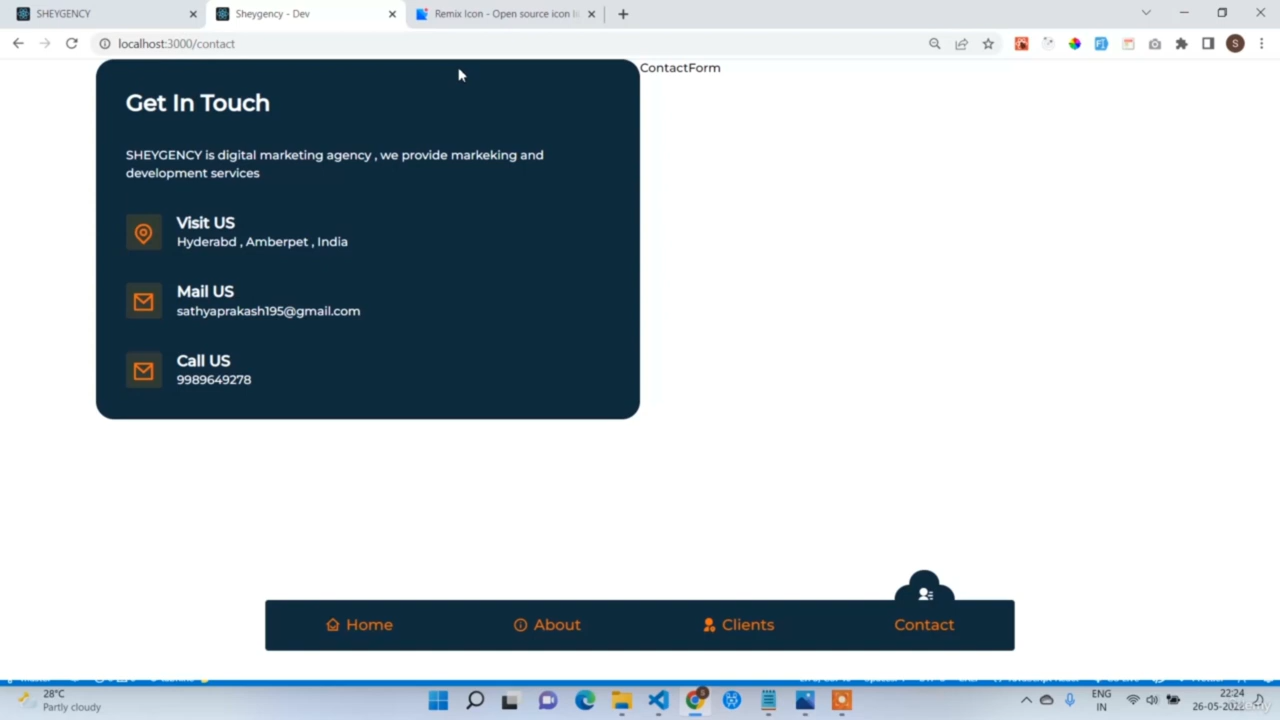 SHEYGENCY
Sheygency - Dev
Remix Icon - Open source icon
localhost:3000/contact
S
Get In Touch
ContactForm
SHEYGENCY is digital marketing agency , we provide markeking and
development services
Visit US
Hyderabd , Amberpet , India
Mail US
sathyaprakash195@gmail.com
Call US
9989649278
Home
About
Clients
Contact
28°C
Partly cloudy
ENG
IN
22:24
26-05-2022